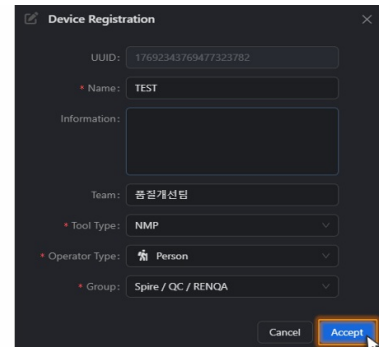 Device Registration
UUID: 17692343769477323782
* Name: TEST
Information:
Team: 품질개선팀
* Tool Type: NMP
* Operator Type: Person
* Group: Spire / QC / RENQA
Cancel Accept